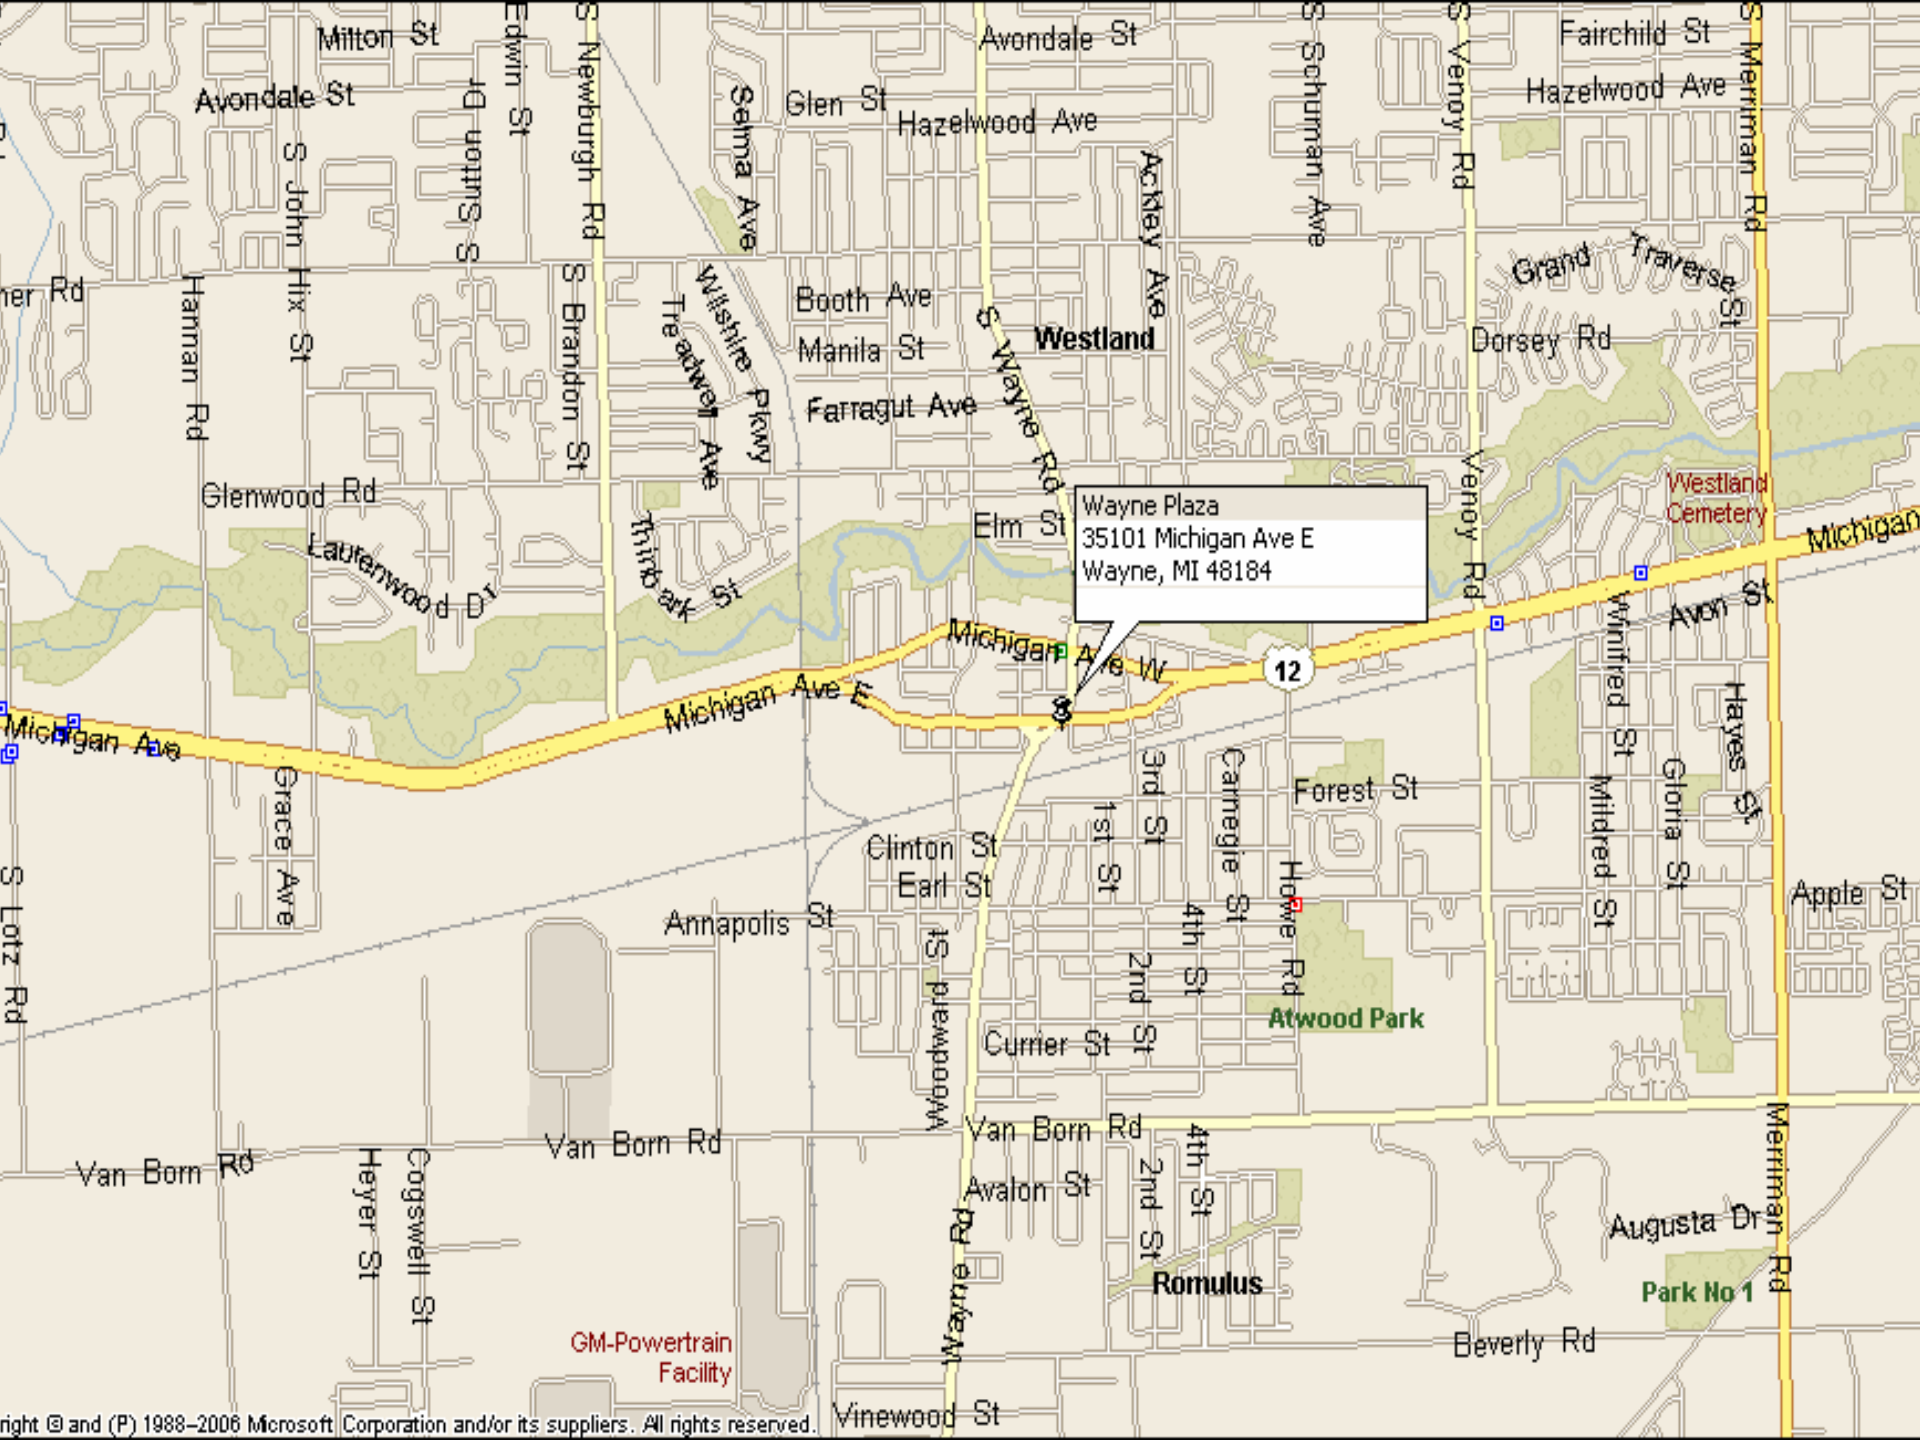 Milton St
Edwin St
S Newburgh Rd
Avondale St
S Schuman Ave
S Venoy Rd
Fairchild St
S Merriman Rd
Avondale St
Dr
S Sutton
Selma Ave
Glen St
Hazelwood Ave
Hazelwood Ave
S John Hix St
Ackley Ave
Grand Traverse St
ner Rd
Hannan Rd
S Brandon St
Treadwell Ave
Wilshire Pkwy
Booth Ave
Manila St
S Wayne Rd
Westland
Dorsey Rd
Farragut Ave
Glenwood Rd
Venoy Rd
Westland
Cemetery
Lautenwood Dr
Thinbark St
Elm St
Wayne Plaza
35101 Michigan Ave E
Wayne, MI 48184
Michigan
Avon St
Michigan Ave W
12
Winifred St
Michigan Ave E
Michigan Ave
Hayes St
Grace Ave
3rd St
Carnegie St
Forest St
Mildred St
Gloria St
1st St
Clinton St
Earl St
S Lotz Rd
Annapolis St
Howe Rd
Apple St
4th St
Woodward St
2nd St
Atwood Park
Currier St
Van Born Rd
Van Born Rd
Van Born Rd
4th St
Merriman Rd
Heyer St
Cogswell St
Avalon St
2nd St
Wayne Rd
Augusta Dr
Romulus
Park No 1
GM-Powertrain
Facility
Beverly Rd
Vinewood St
right © and (P) 1988–2006 Microsoft Corporation and/or its suppliers. All rights reserved.